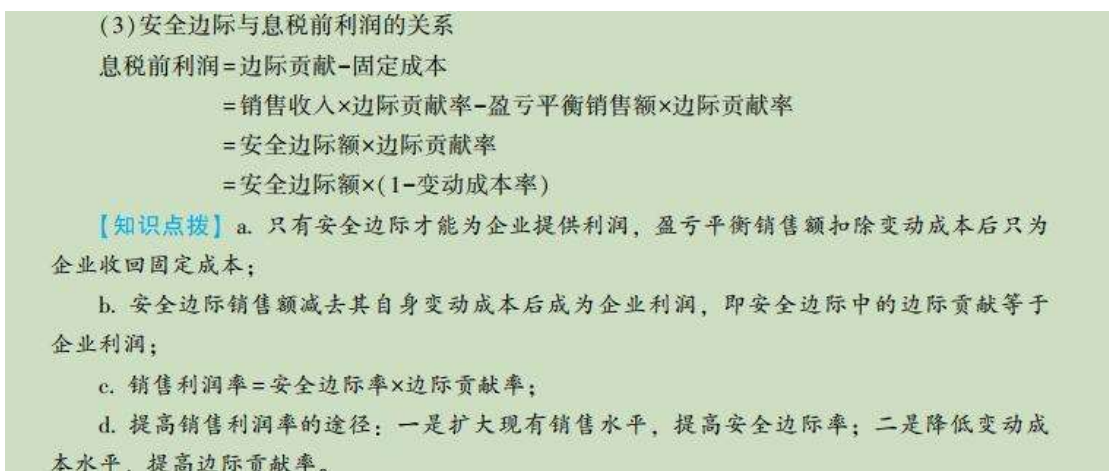 (3)安全边际与息税前利润的关系
息税前利润=边际贡献-固定成本
=销售收入×边际贡献率-盈亏平衡销售额×边际贡献率
=安全边际额×边际贡献率
=安全边际额×(1-变动成本率)
【知识点拨】a. 只有安全边际才能为企业提供利润，盈亏平衡销售额扣除变动成本后只为
企业收回固定成本；
b. 安全边际销售额减去其自身变动成本后成为企业利润，即安全边际中的边际贡献等于
企业利润；
c. 销售利润率=安全边际率×边际贡献率；
d. 提高销售利润率的途径：一是扩大现有销售水平，提高安全边际率；二是降低变动成
本水平，提高边际贡献率。